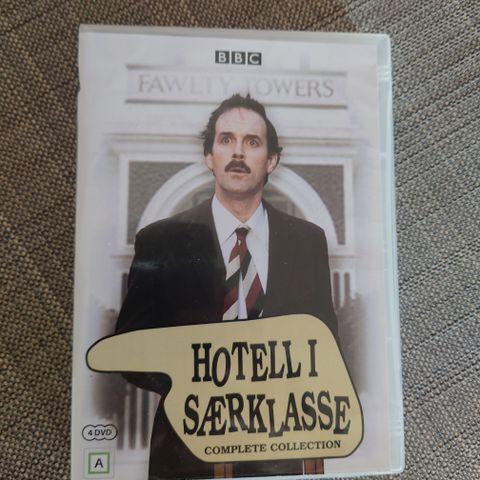 BBC
FAWLTY TOWERS
HOTELL I
SÆRKLASSE
COMPLETE COLLECTION
4 DVD
A